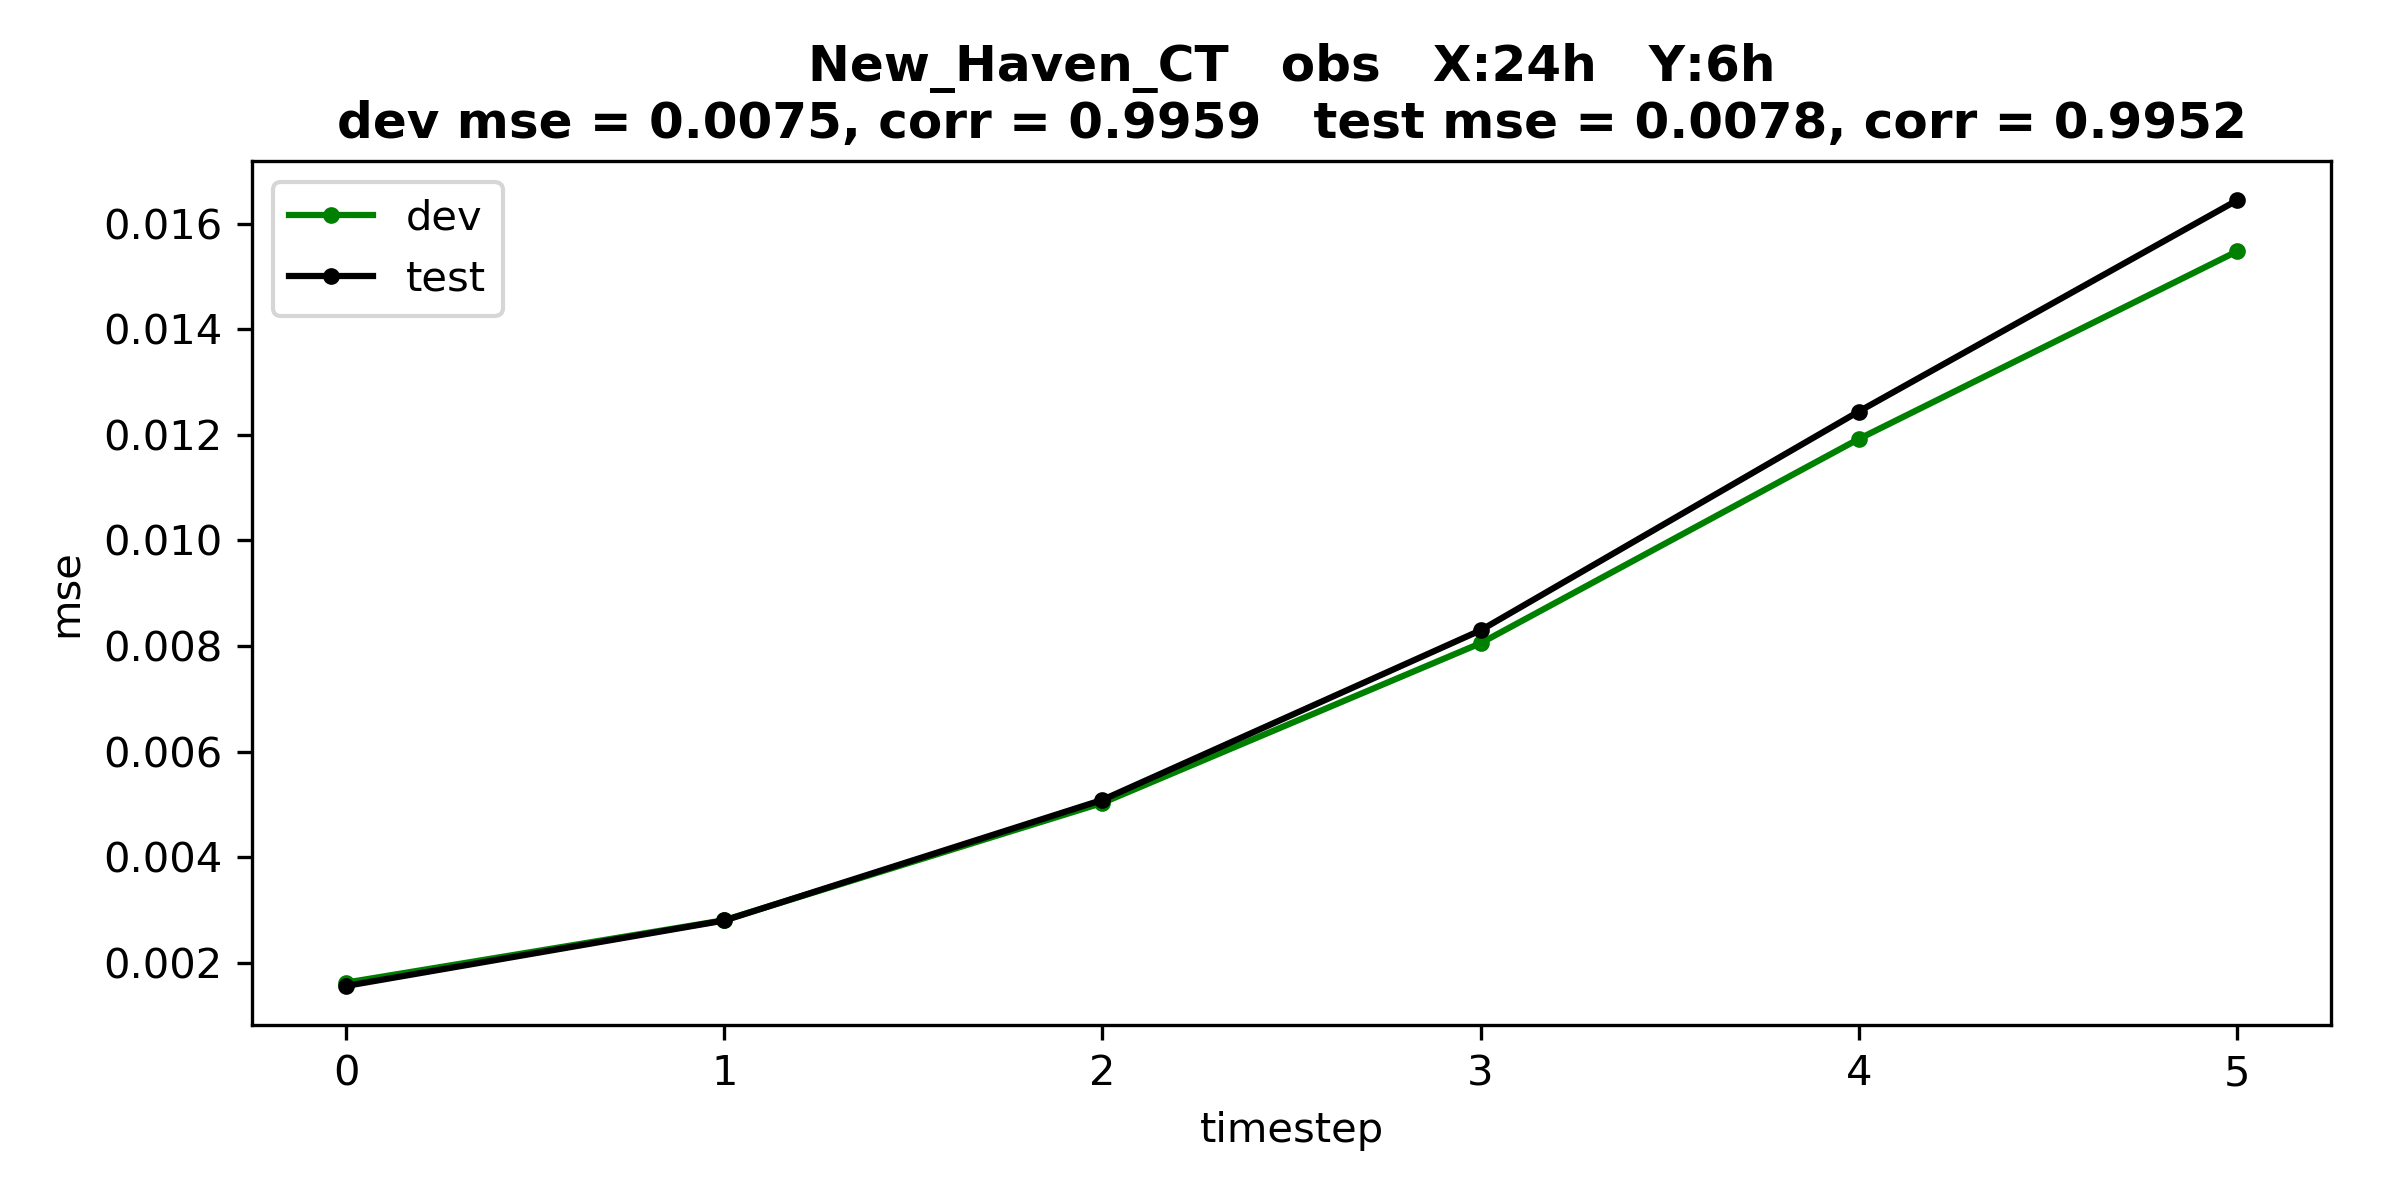 New_Haven_CT   obs   X:24h   Y:6h
dev mse = 0.0075, corr = 0.9959   test mse = 0.0078, corr = 0.9952
dev
test
0.016
0.014
0.012
0.010
0.008
0.006
0.004
0.002
mse
0 1 2 3 4 5
timestep